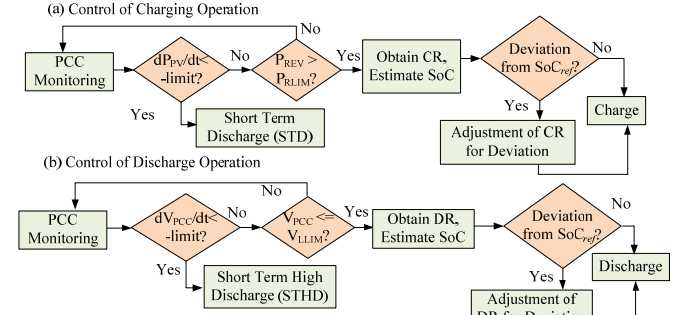 (a) Control of Charging Operation
PCC
Monitoring
dP_PV/dt<
-limit?
No
Yes
Short Term
Discharge (STD)
No
P_REV >
P_RLIM?
Yes
Obtain CR,
Estimate SoC
Deviation
from SoC_ref?
No
Yes
Charge
Adjustment of CR
for Deviation
(b) Control of Discharge Operation
PCC
Monitoring
dV_PCC/dt<
-limit?
No
Yes
Short Term High
Discharge (STHD)
No
V_PCC <=
V_LLIM?
Yes
Obtain DR,
Estimate SoC
Deviation
from SoC_ref?
No
Yes
Discharge
Adjustment of
DR for Deviation